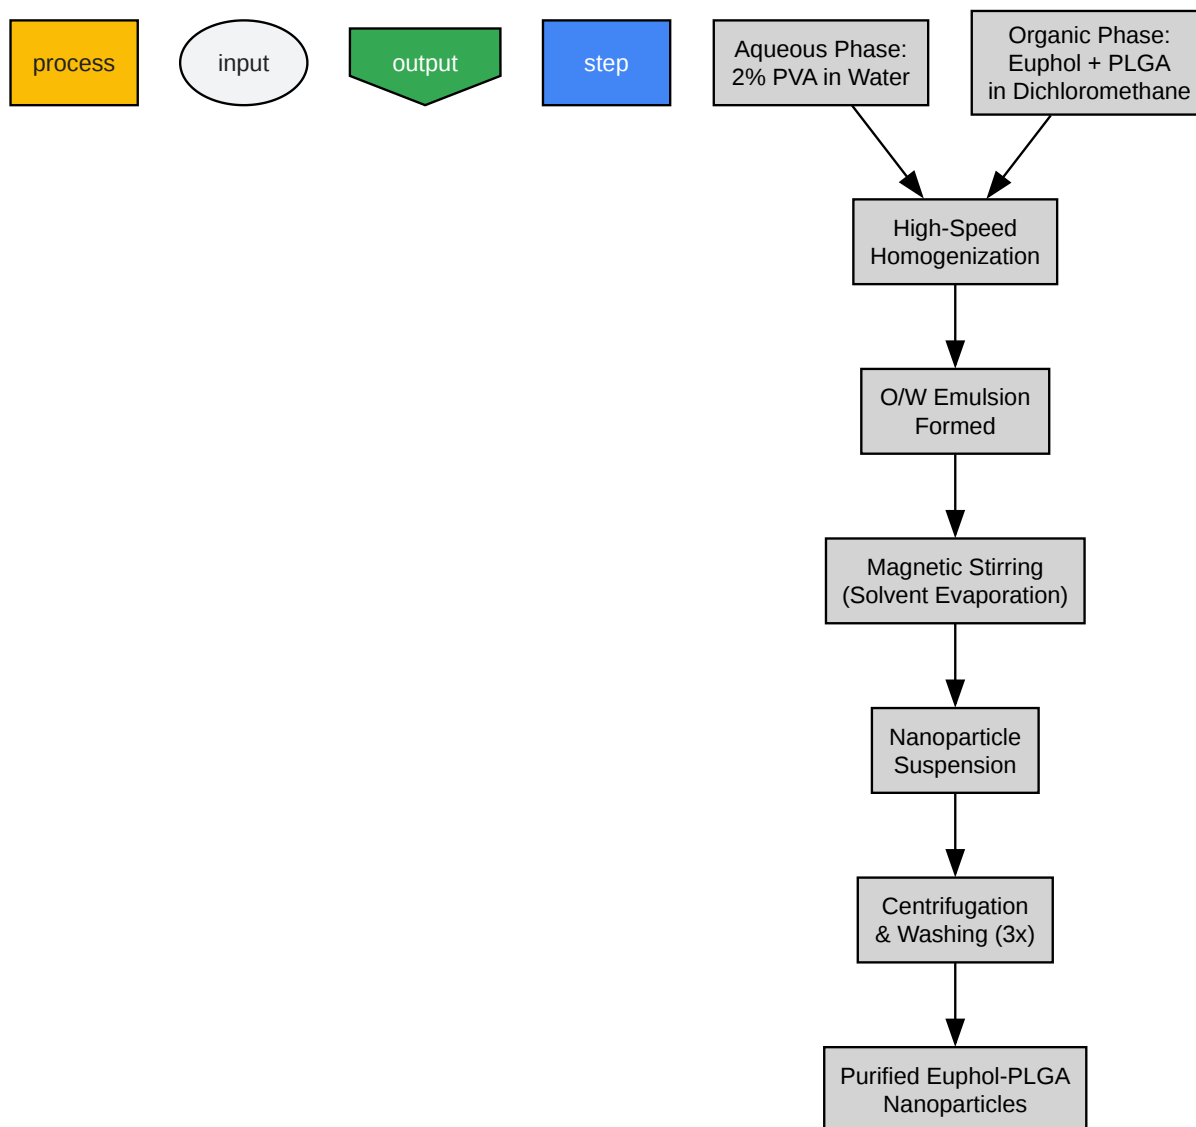 process
input
output
step
Aqueous Phase:
2% PVA in Water
Organic Phase:
Euphol + PLGA
in Dichloromethane
High-Speed
Homogenization
O/W Emulsion
Formed
Magnetic Stirring
(Solvent Evaporation)
Nanoparticle
Suspension
Centrifugation
& Washing (3x)
Purified Euphol-PLGA
Nanoparticles